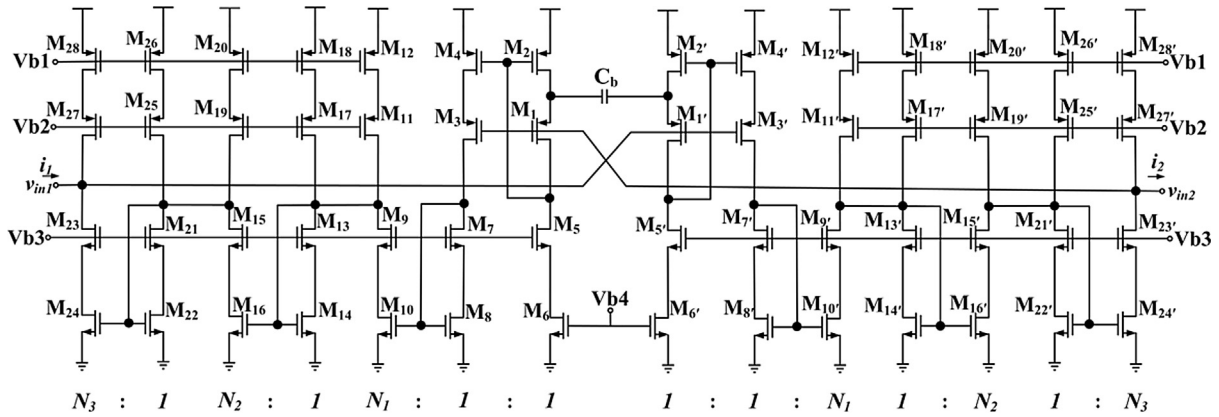 M28 M26 M20 M18 M12 M4 M2 M2′ M4′ M12′ M18′ M20′ M26′ M28′
Vb1 Cb Vb1
M27 M25 M19 M17 M11 M3 M1 M1′ M3′ M11′ M17′ M19′ M25′ M27′
Vb2 Vb2
i1 i2
vin1 vin2
M23 M21 M15 M13 M9 M7 M5 M5′ M7′ M9′ M13′ M15′ M21′ M23′
Vb3 Vb3
Vb4
M24 M22 M16 M14 M10 M8 M6 M6′ M8′ M10′ M14′ M16′ M22′ M24′
N3 : 1 N2 : 1 N1 : 1 : 1 1 : 1 : N1 1 : N2 1 : N3